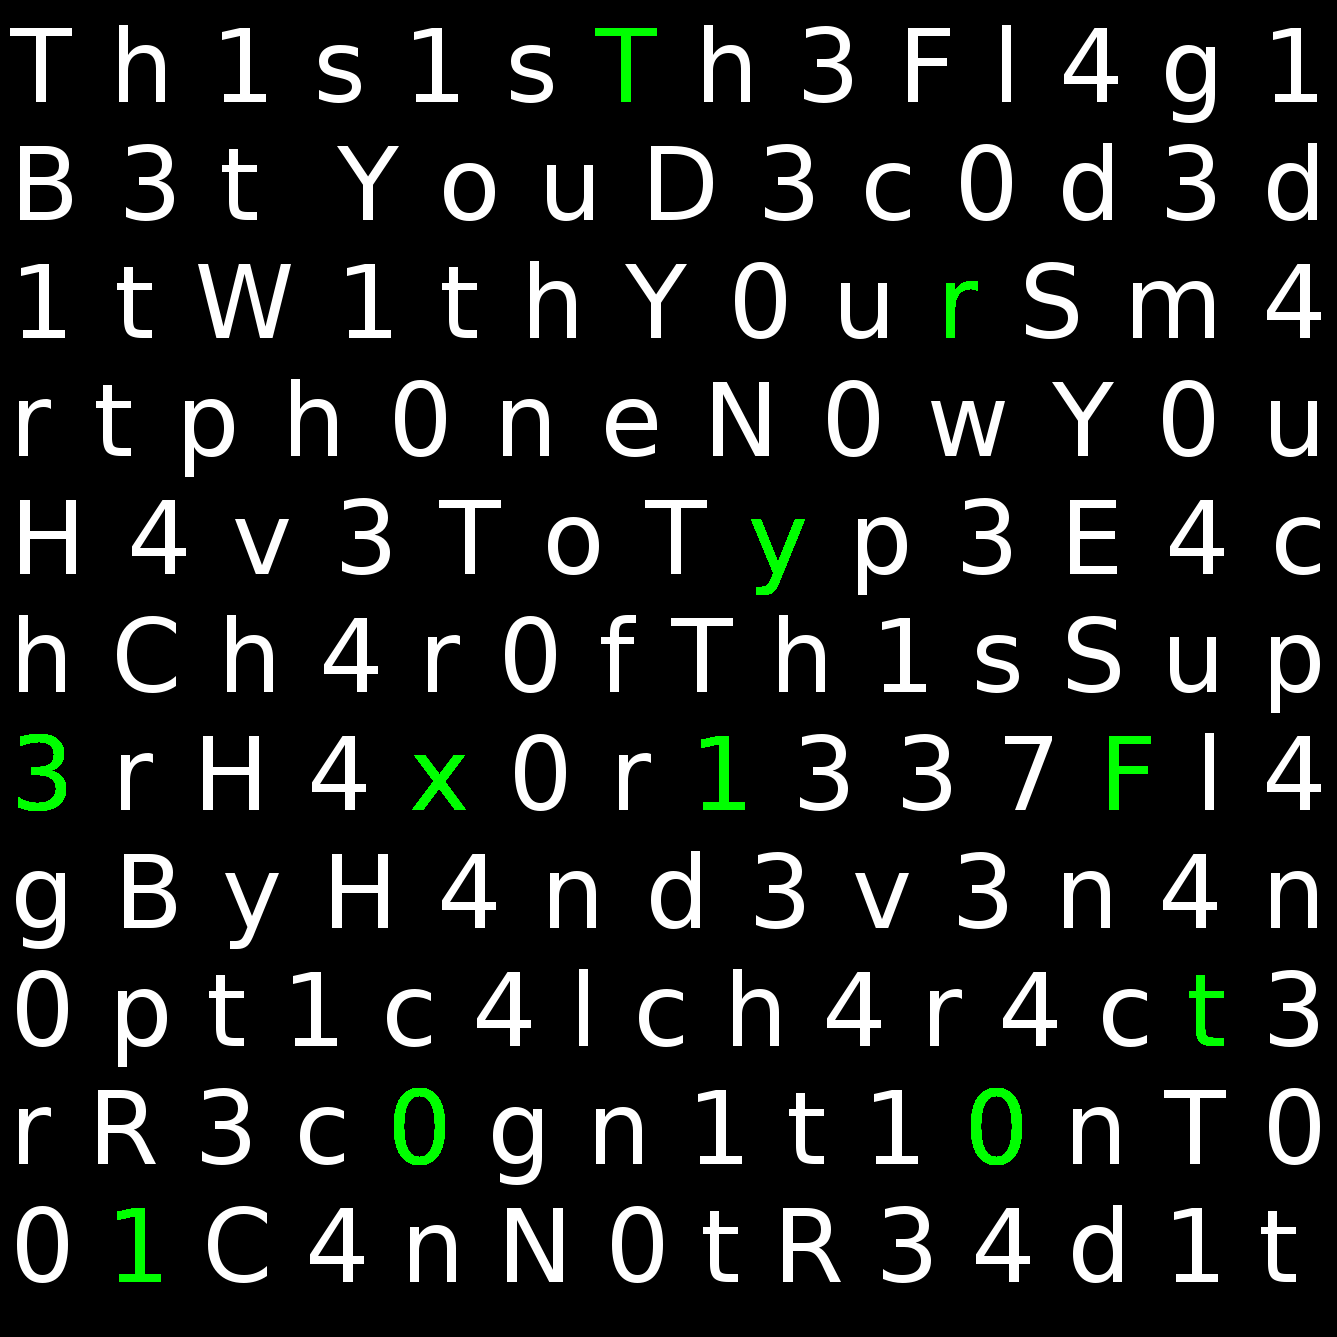 T h 1 s 1 s T h 3 F l 4 g 1
B 3 t Y o u D 3 c 0 d 3 d
1 t W 1 t h Y 0 u r S m 4
r t p h 0 n e N 0 w Y 0 u
H 4 v 3 T o T y p 3 E 4 c
h C h 4 r 0 f T h 1 s S u p
3 r H 4 x 0 r 1 3 3 7 F l 4
g B y H 4 n d 3 v 3 n 4 n
0 p t 1 c 4 l c h 4 r 4 c t 3
r R 3 c 0 g n 1 t 1 0 n T 0
0 1 C 4 n N 0 t R 3 4 d 1 t